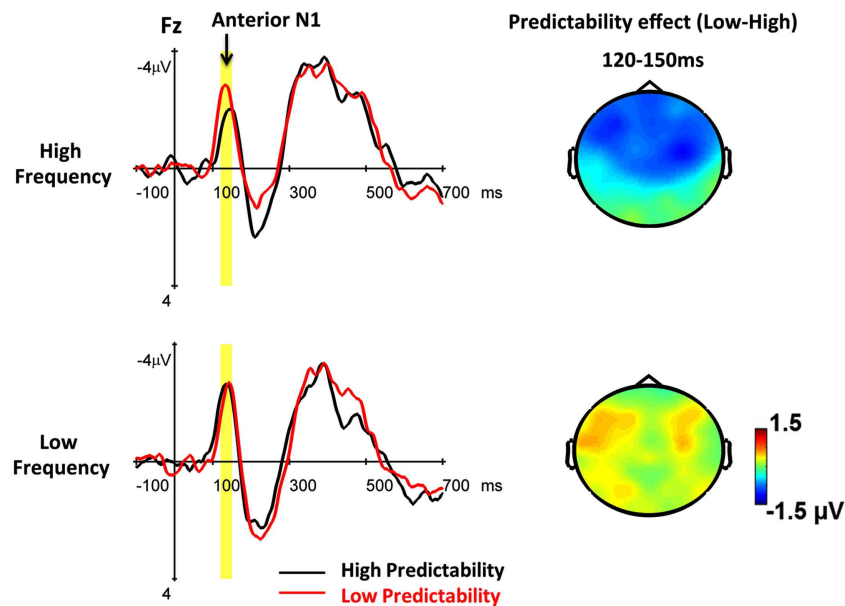 Fz
Anterior N1
Predictability effect (Low-High)
120-150ms
-4μV
High
Frequency
-100 100 300 500 700 ms
4
-4μV
Low
Frequency
-100 100 300 500 700 ms
4
1.5
-1.5 μV
High Predictability
Low Predictability